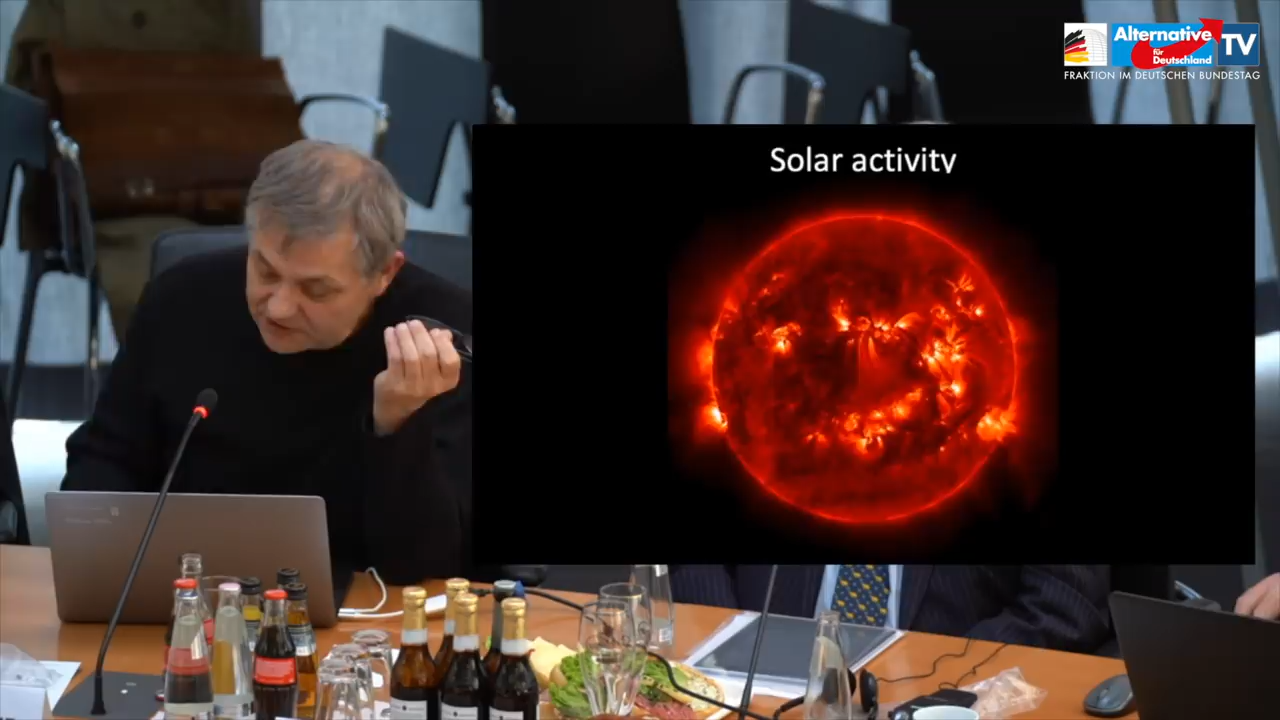 Alternative
für
Deutschland
TV
FRAKTION IM DEUTSCHEN BUNDESTAG
Solar activity